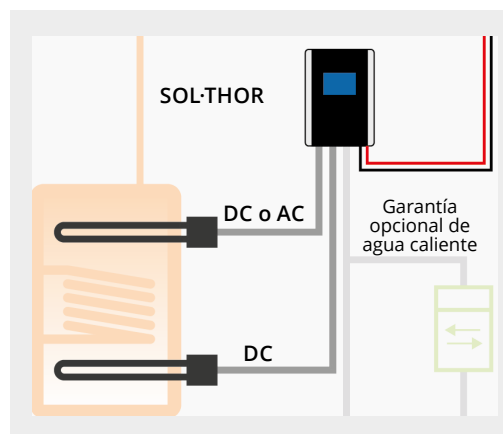 SOL·THOR
DC o AC
Garantía
opcional de
agua caliente
DC